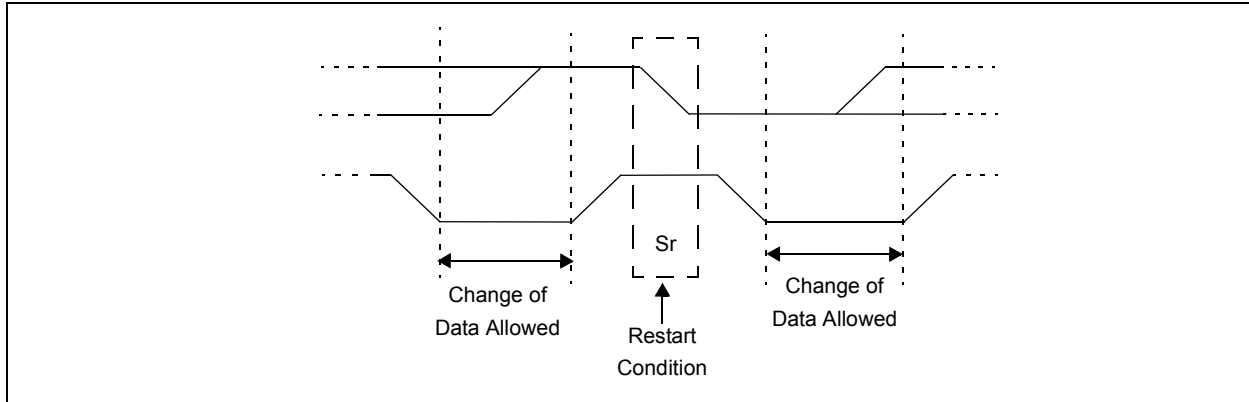 Sr
Change of
Data Allowed
Restart
Condition
Change of
Data Allowed